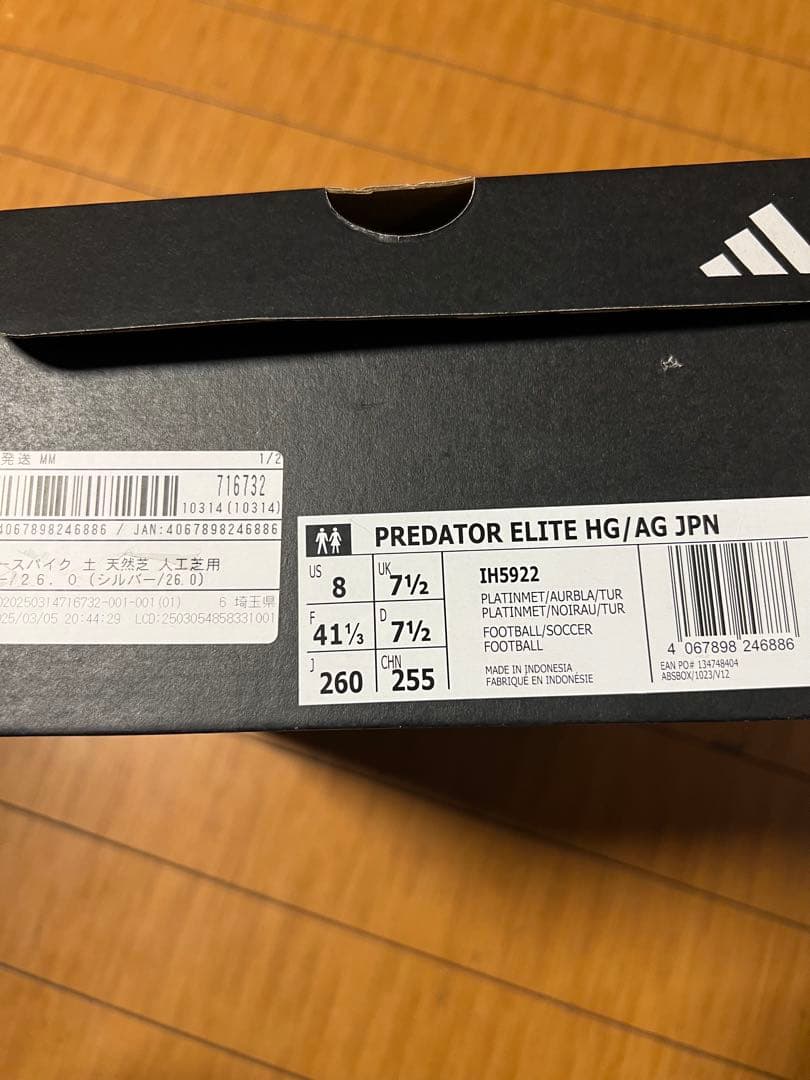 発送 MM 1/2
716732
10314(10314)
4067898246886 / JAN:4067898246886
ースパイク 土 天然芝 人工芝用
/26.0(シルバー/26.0)
020250314716732-001-001(01) 6 埼玉県
25/03/05 20:44:29 LCD:2503054858331001
PREDATOR ELITE HG/AG JPN
US 8 UK 7½
F 41⅓ D 7½
J 260 CHN 255
IH5922
PLATINMET/AURBLA/TUR
PLATINMET/NOIRAU/TUR
FOOTBALL/SOCCER
FOOTBALL
MADE IN INDONESIA
FABRIQUÉ EN INDONÉSIE
4 067898 246886
EAN PO# 134748404
ABSBOX/1023/V12